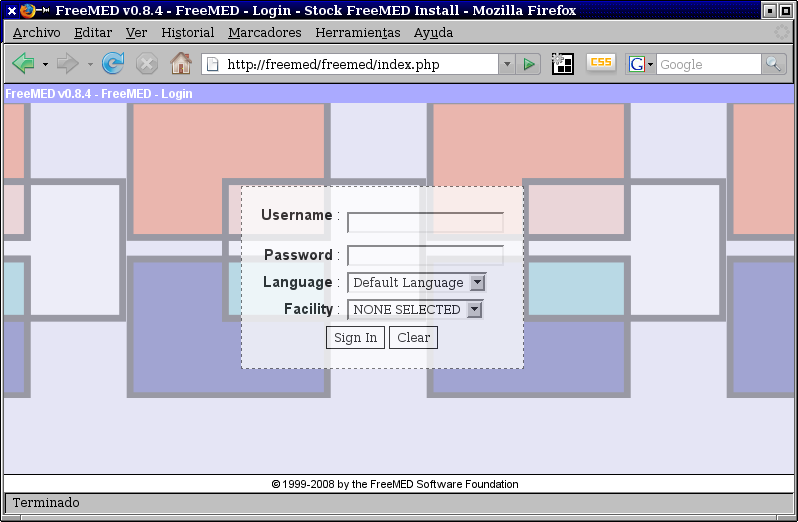 FreeMED v0.8.4 - FreeMED - Login - Stock FreeMED Install - Mozilla Firefox
Archivo Editar Ver Historial Marcadores Herramientas Ayuda
http://freemed/freemed/index.php CSS G Google
FreeMED v0.8.4 - FreeMED - Login
Username :
Password :
Language : Default Language
Facility : NONE SELECTED
Sign In Clear
© 1999-2008 by the FreeMED Software Foundation
Terminado